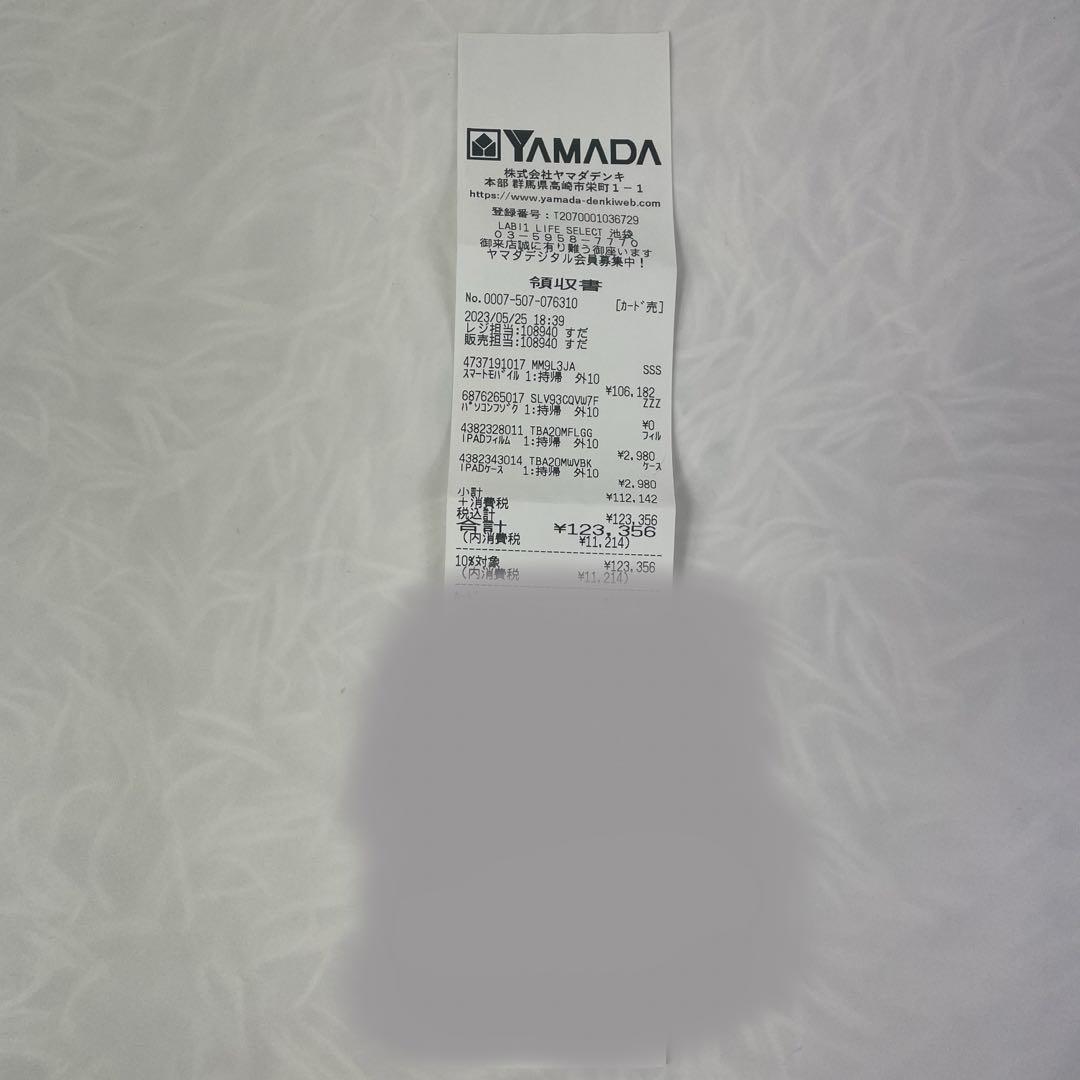 YAMADA
株式会社ヤマダデンキ
本部 群馬県高崎市栄町1-1
https://www.yamada-denkiweb.com
登録番号:T2070001036729
LABI1 LIFE SELECT 池袋
03-5958-7770
御来店誠に有り難う御座います
ヤマダデジタル会員募集中!
領収書
No.0007-507-076310 [カード売]
2023/05/25 18:39
レジ担当:108940 すだ
販売担当:108940 すだ
4737191017 MM9L3JA SSS
スマートモバイル 1:持帰 外10
¥106,182
6876265017 SLV93CQVW7F ZZZ
パソコンフゾク 1:持帰 外10
¥0
4382328011 TBA20MFLGG フィル
IPADフィルム 1:持帰 外10
¥2,980
4382343014 TBA20MWVBK ケース
IPADケース 1:持帰 外10
¥2,980
小計 ¥112,142
+消費税
税込計 ¥123,356
合計 ¥123,356
(内消費税 ¥11,214)
10%対象 ¥123,356
(内消費税 ¥11,214)